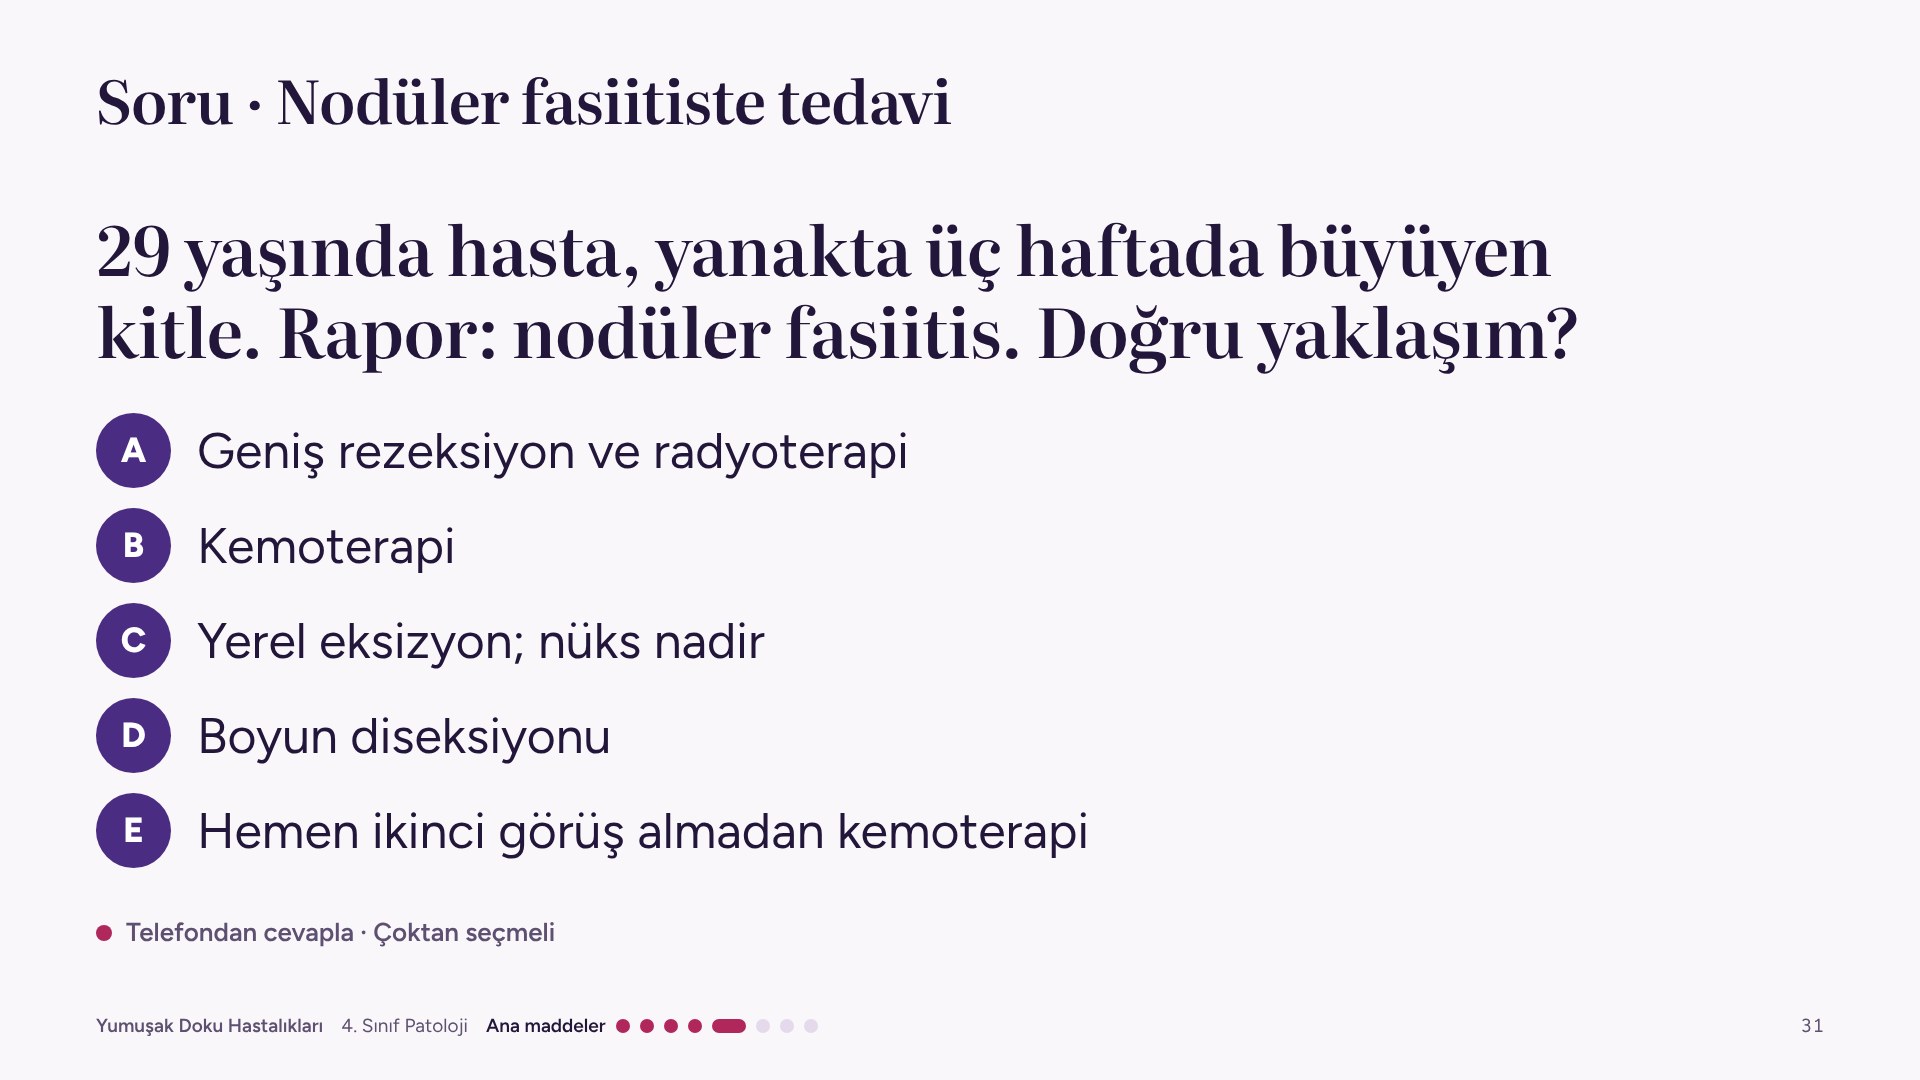 Soru · Nodüler fasiitiste tedavi
29 yaşında hasta, yanakta üç haftada büyüyen
kitle. Rapor: nodüler fasiitis. Doğru yaklaşım?
A Geniş rezeksiyon ve radyoterapi
B Kemoterapi
C Yerel eksizyon; nüks nadir
D Boyun diseksiyonu
E Hemen ikinci görüş almadan kemoterapi
Telefondan cevapla · Çoktan seçmeli
Yumuşak Doku Hastalıkları 4. Sınıf Patoloji Ana maddeler 31